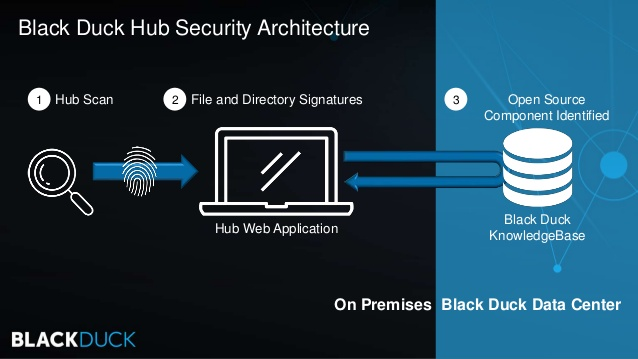 Black Duck Hub Security Architecture
1 Hub Scan
2 File and Directory Signatures
3 Open Source
Component Identified
Hub Web Application
Black Duck
KnowledgeBase
On Premises
Black Duck Data Center
BLACKDUCK